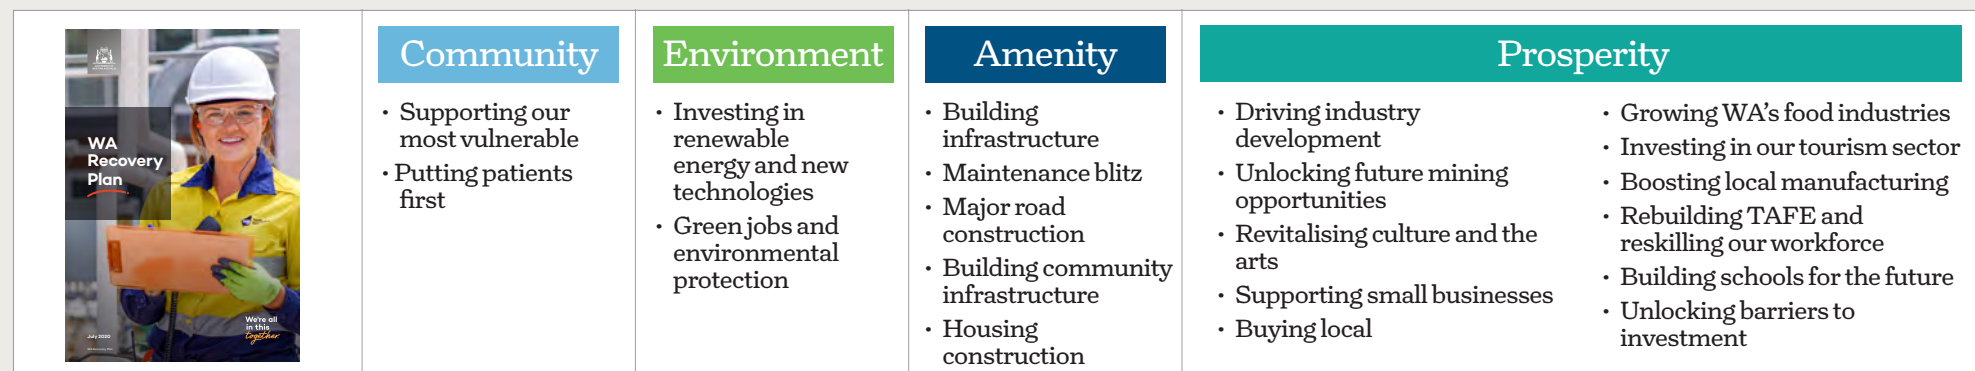 WA
Recovery
Plan
July 2020
We're all
in this
together
Community
• Supporting our
most vulnerable
• Putting patients
first
Environment
• Investing in
renewable
energy and new
technologies
• Green jobs and
environmental
protection
Amenity
• Building
infrastructure
• Maintenance blitz
• Major road
construction
• Building community
infrastructure
• Housing
construction
Prosperity
• Driving industry
development
• Unlocking future mining
opportunities
• Revitalising culture and the
arts
• Supporting small businesses
• Buying local
• Growing WA's food industries
• Investing in our tourism sector
• Boosting local manufacturing
• Rebuilding TAFE and
reskilling our workforce
• Building schools for the future
• Unlocking barriers to
investment